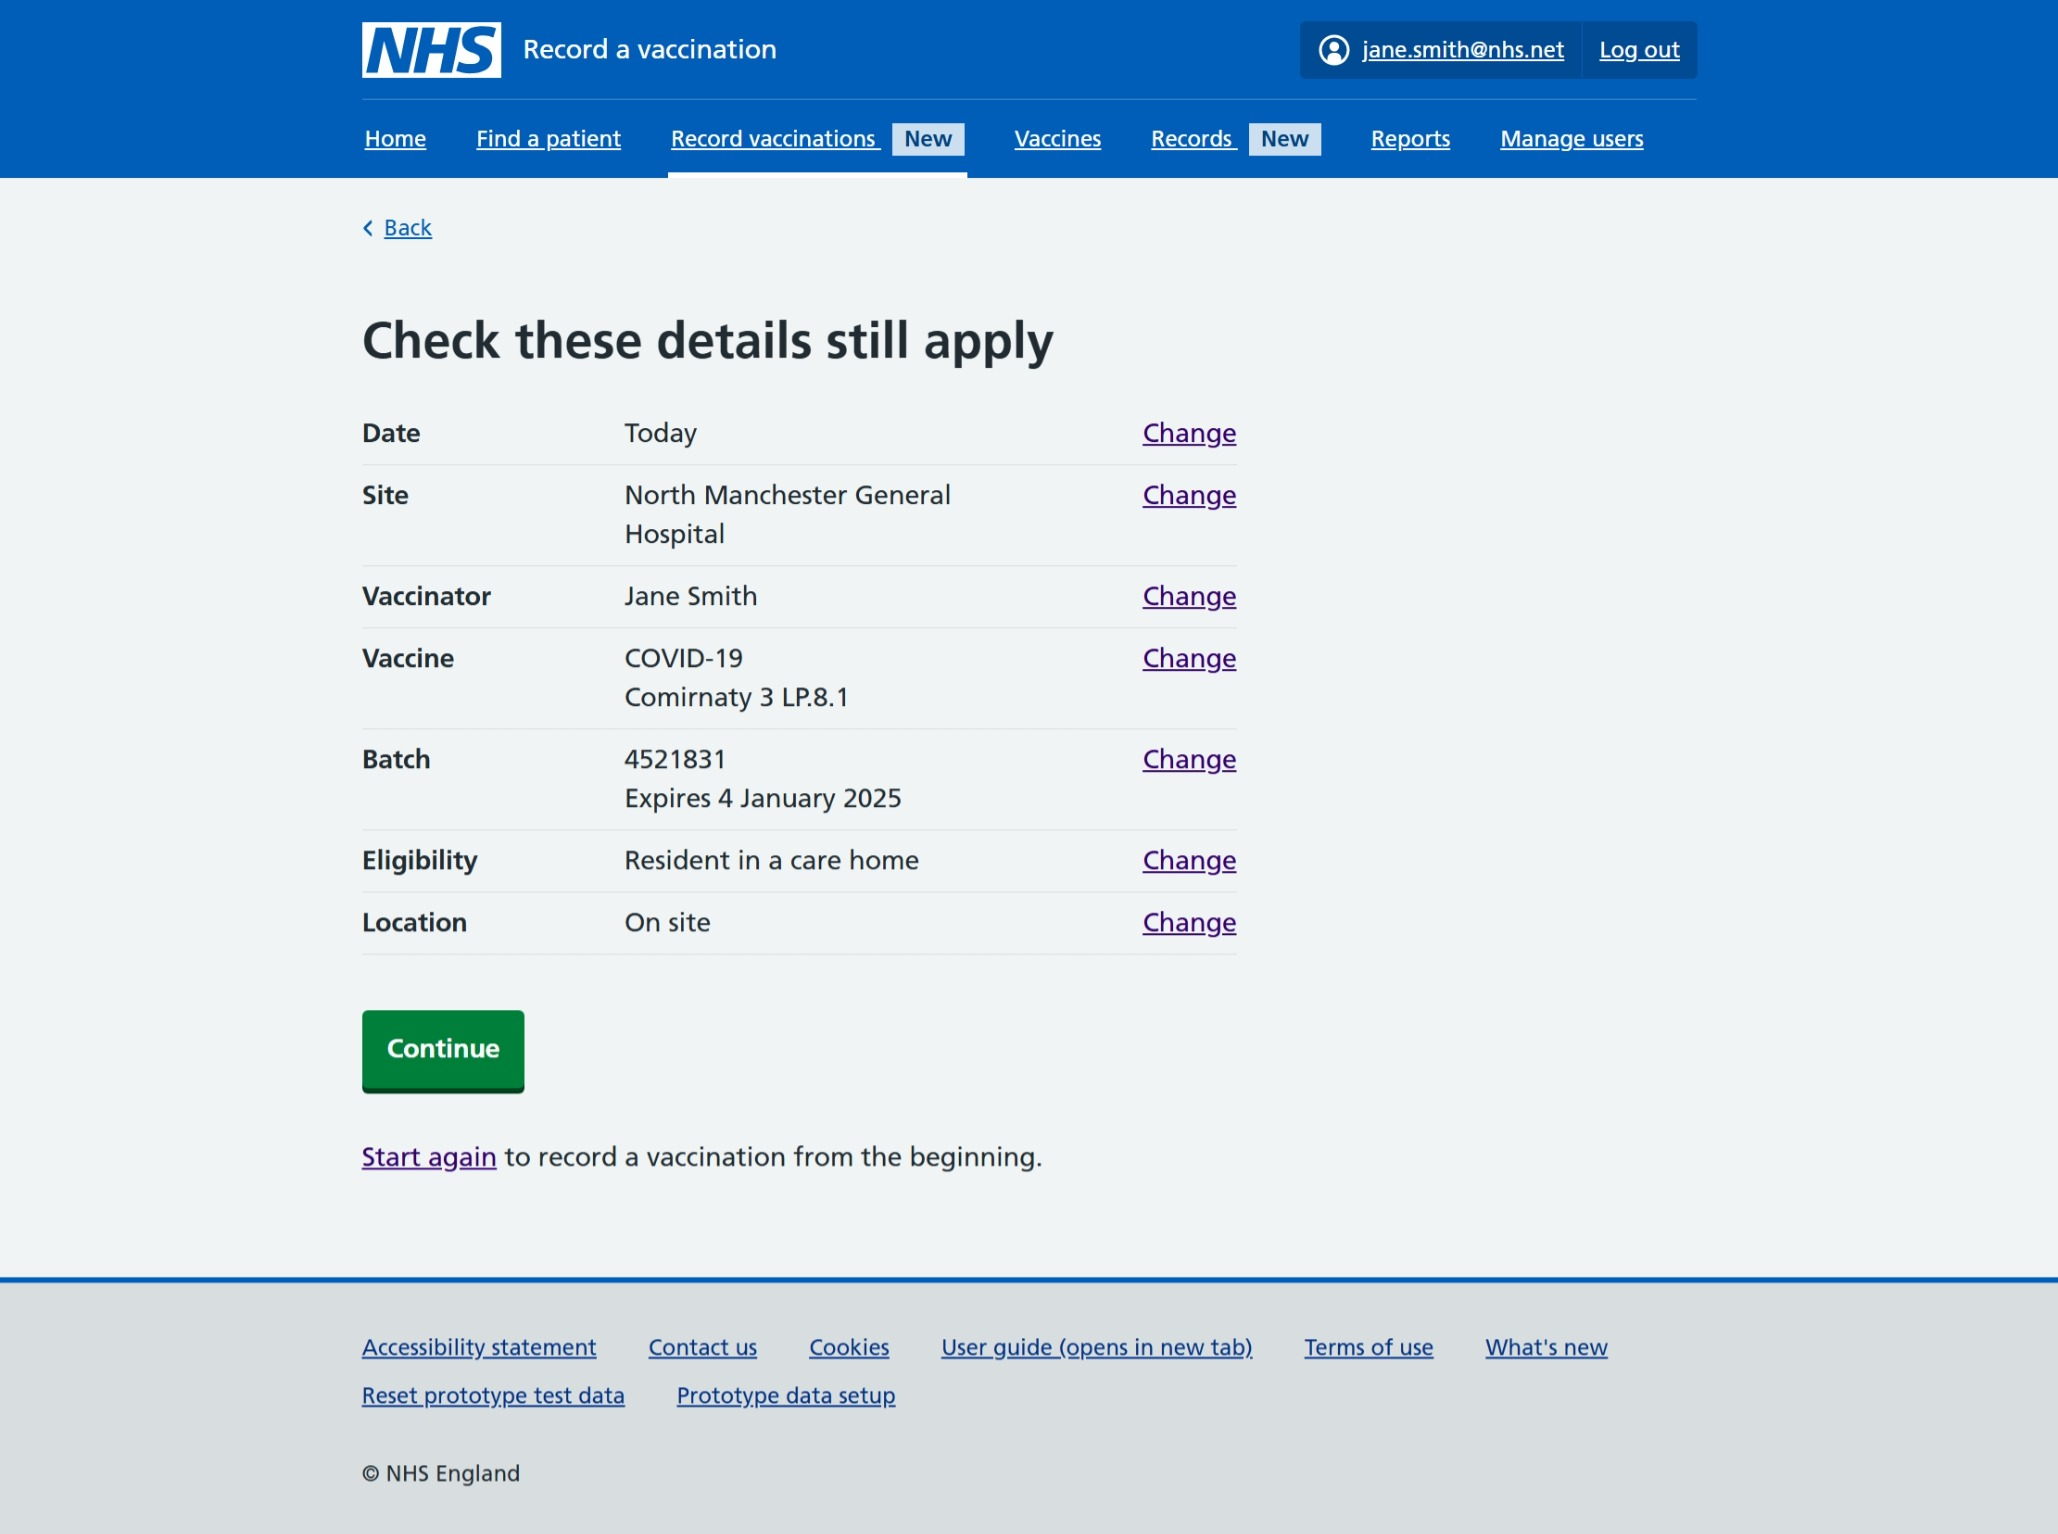 NHS Record a vaccination jane.smith@nhs.net Log out
Home Find a patient Record vaccinations New Vaccines Records New Reports Manage users
Back
Check these details still apply
Date Today Change
Site North Manchester General Change
Hospital
Vaccinator Jane Smith Change
Vaccine COVID-19 Change
Comirnaty 3 LP.8.1
Batch 4521831 Change
Expires 4 January 2025
Eligibility Resident in a care home Change
Location On site Change
Continue
Start again to record a vaccination from the beginning.
Accessibility statement Contact us Cookies User guide (opens in new tab) Terms of use What's new
Reset prototype test data Prototype data setup
© NHS England